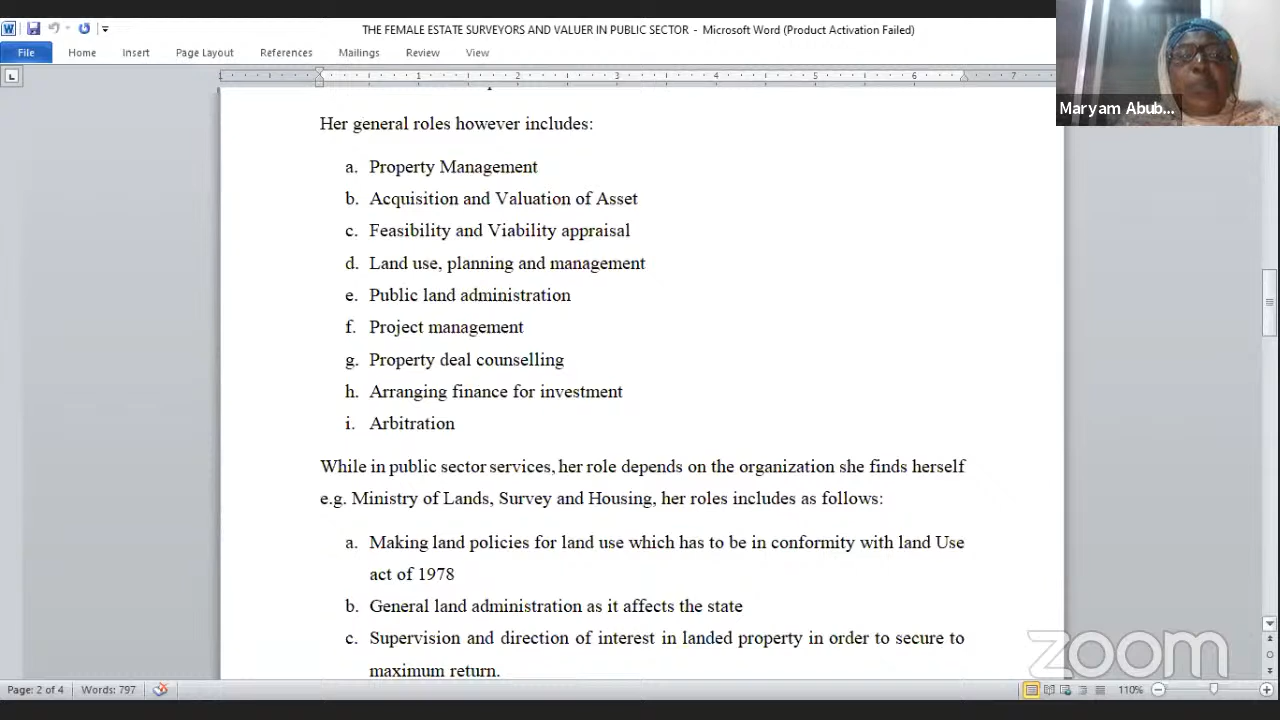 THE FEMALE ESTATE SURVEYORS AND VALUER IN PUBLIC SECTOR - Microsoft Word (Product Activation Failed)
File Home Insert Page Layout References Mailings Review View
1 2 3 4 5 6 7
Maryam Abub...
Her general roles however includes:
a. Property Management
b. Acquisition and Valuation of Asset
c. Feasibility and Viability appraisal
d. Land use, planning and management
e. Public land administration
f. Project management
g. Property deal counselling
h. Arranging finance for investment
i. Arbitration
While in public sector services, her role depends on the organization she finds herself
e.g. Ministry of Lands, Survey and Housing, her roles includes as follows:
a. Making land policies for land use which has to be in conformity with land Use
act of 1978
b. General land administration as it affects the state
c. Supervision and direction of interest in landed property in order to secure to
maximum return.
zoom
Page: 2 of 4 Words: 797 110%